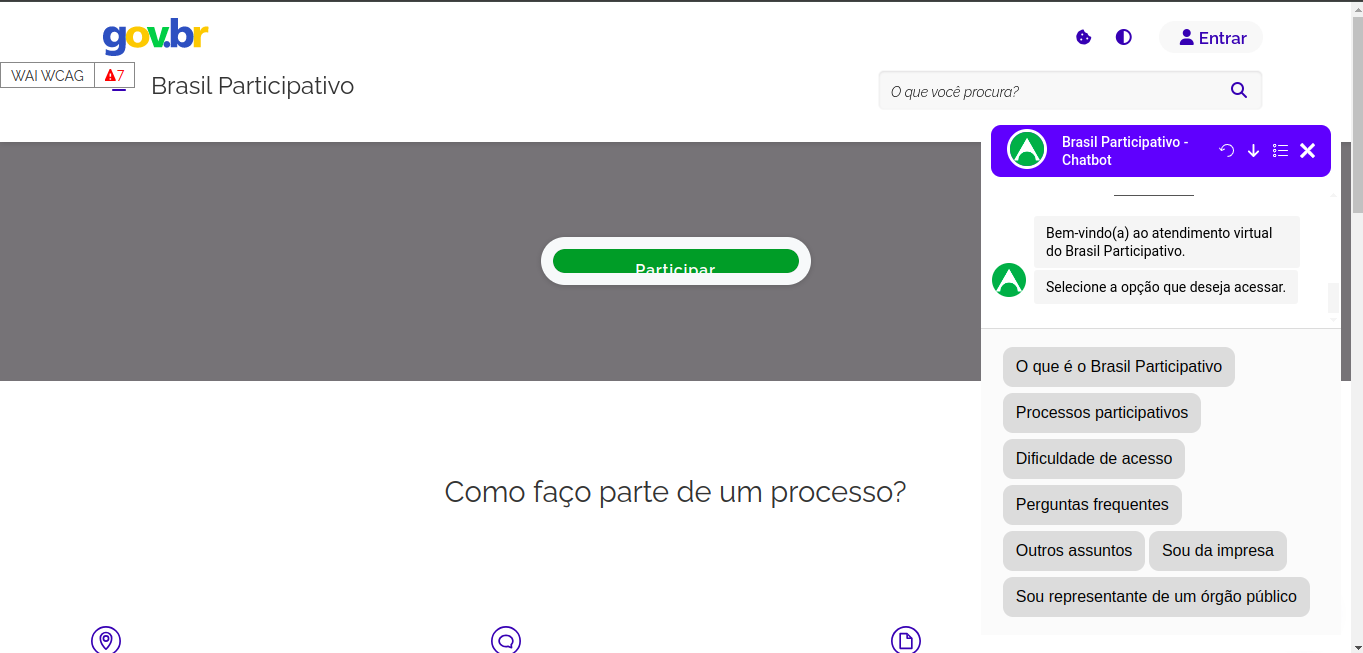 gov.br
Entrar
WAI WCAG 7
Brasil Participativo
O que você procura?
Participar
Como faço parte de um processo?
Brasil Participativo -
Chatbot
Bem-vindo(a) ao atendimento virtual
do Brasil Participativo.
Selecione a opção que deseja acessar.
O que é o Brasil Participativo
Processos participativos
Dificuldade de acesso
Perguntas frequentes
Outros assuntos Sou da impresa
Sou representante de um órgão público